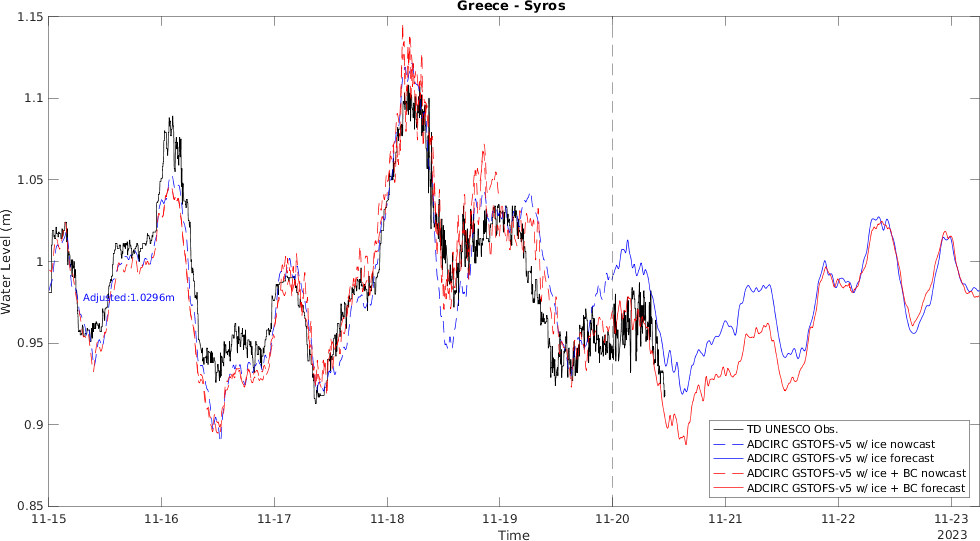 Greece - Syros
Water Level (m)
1.15
1.1
1.05
1
0.95
0.9
0.85
Adjusted:1.0296m
TD UNESCO Obs.
ADCIRC GSTOFS-v5 w/ ice nowcast
ADCIRC GSTOFS-v5 w/ ice forecast
ADCIRC GSTOFS-v5 w/ ice + BC nowcast
ADCIRC GSTOFS-v5 w/ ice + BC forecast
11-15 11-16 11-17 11-18 11-19 11-20 11-21 11-22 11-23
Time
2023